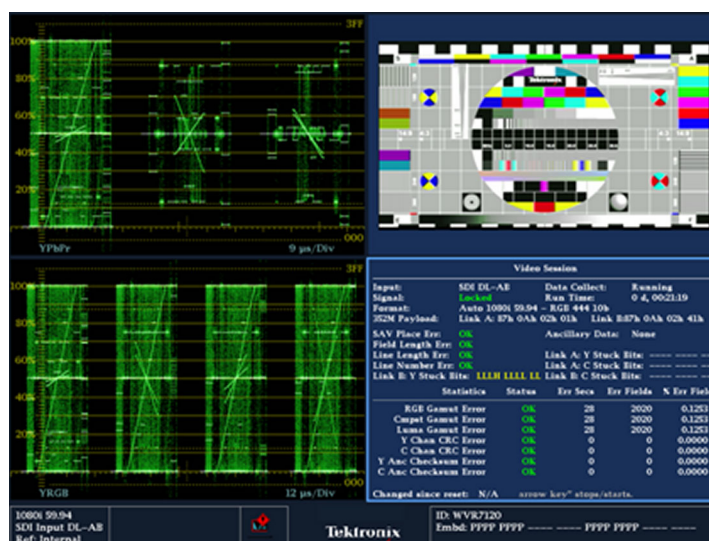 3FF
100%
80%
60%
40%
20%
0%
000
YPbPr 9 µs/Div
Tektronix
3FF
100%
80%
60%
40%
20%
0%
000
YRGB 12 µs/Div
Video Session
Input: SDI DL-AB Data Collect: Running
Signal: Locked Run Time: 0 d, 00:21:19
Format: Auto 1080i 59.94 - RGB 444 10b
352M Payload: Link A: 87h 0Ah 02h 01h Link B:87h 0Ah 02h 41h
SAV Place Err: OK Ancillary Data: None
Field Length Err: OK
Line Length Err: OK Link A: Y Stuck Bits: ---- ---- --
Line Number Err: OK Link A: C Stuck Bits: ---- ---- --
Link B: Y Stuck Bits: LLLH LLLL LL Link B: C Stuck Bits: ---- ---- --
Statistics Status Err Secs Err Fields % Err Field
RGB Gamut Error OK 28 2020 0.1253
Cmpst Gamut Error OK 28 2020 0.1253
Luma Gamut Error OK 28 2020 0.1253
Y Chan CRC Error OK 0 0 0.0000
C Chan CRC Error OK 0 0 0.0000
Y Anc Checksum Error OK 0 0 0.0000
C Anc Checksum Error OK 0 0 0.0000
Changed since reset: N/A arrow key" stops/starts.
1080i 59.94
SDI Input DL-AB
Ref: Internal
Tektronix
ID: WVR7120
Embd: PPPP PPPP ---- ---- PPPP PPPP ---- --